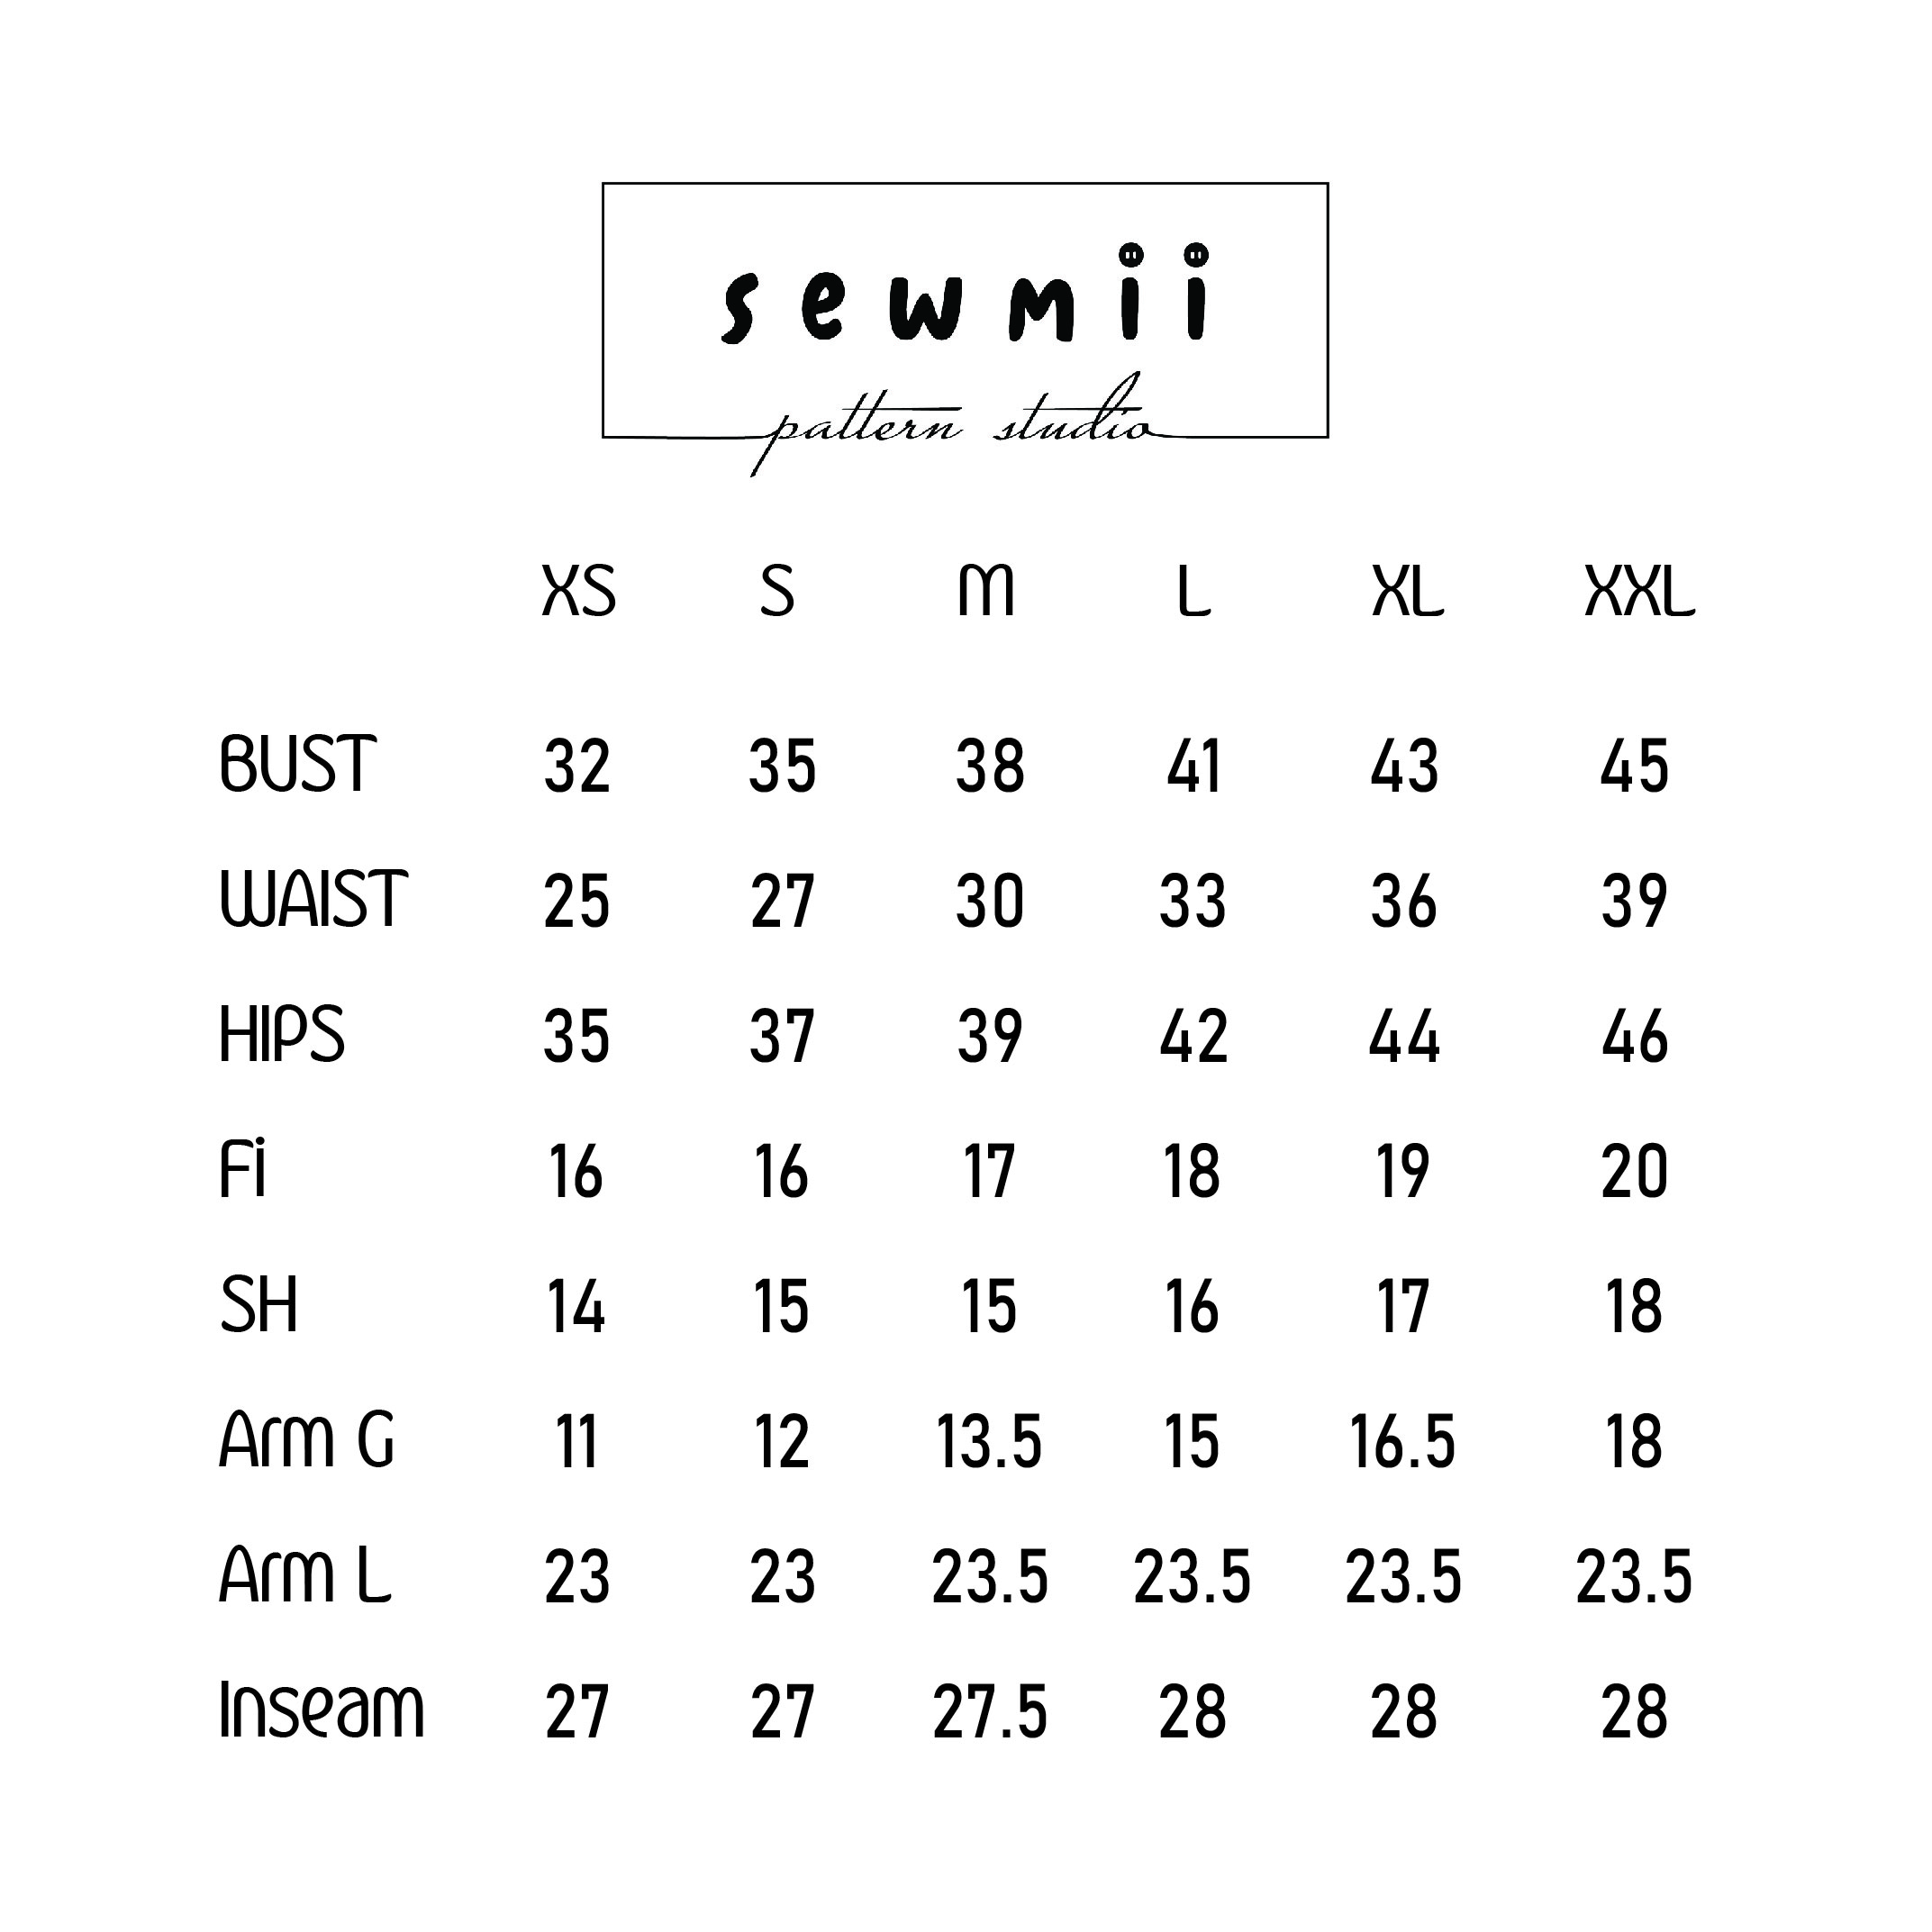 sewmii
pattern studio
XS S M L XL XXL
BUST 32 35 38 41 43 45
WAIST 25 27 30 33 36 39
HIPS 35 37 39 42 44 46
Fi 16 16 17 18 19 20
SH 14 15 15 16 17 18
Arm G 11 12 13.5 15 16.5 18
Arm L 23 23 23.5 23.5 23.5 23.5
Inseam 27 27 27.5 28 28 28